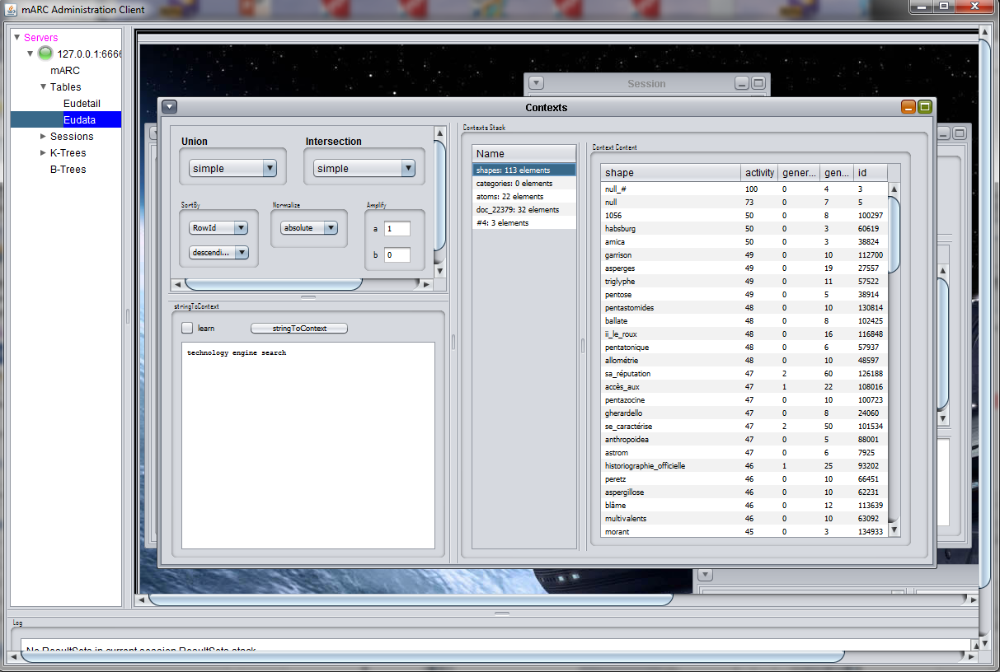 mARC Administration Client
Servers
127.0.0.1:6666
mARC
Tables
Eudetail
Eudata
Sessions
K-Trees
B-Trees
Session
Contexts
Union
simple
Intersection
simple
SortBy
RowId
descendi...
Normalize
absolute
Amplify
a 1
b 0
stringToContext
learn stringToContext
technology engine search
Contexts Stack
Name
shapes: 113 elements
categories: 0 elements
atoms: 22 elements
doc_22379: 32 elements
#4: 3 elements
Context Content
shape activity gener... gen... id
null_# 100 0 4 3
null 73 0 7 5
1056 50 0 8 100297
habsburg 50 0 3 60619
amica 50 0 3 38824
garrison 49 0 10 112700
asperges 49 0 19 27557
triglyphe 49 0 11 57522
pentose 49 0 5 38914
pentastomides 48 0 10 130814
ballate 48 0 8 102425
ii_le_roux 48 0 16 116848
pentatonique 48 0 6 57937
allométrie 48 0 10 48597
sa_réputation 47 2 60 126188
accès_aux 47 1 22 108016
pentazocine 47 0 10 100723
gherardello 47 0 8 24060
se_caractérise 47 2 50 101534
anthropoidea 47 0 5 88001
astrom 47 0 6 7925
historiographie_officielle 46 1 25 93202
peretz 46 0 10 66451
aspergillose 46 0 10 62231
blâme 46 0 12 113639
multivalents 46 0 10 63092
morant 45 0 3 134933
Log
No ResultSets in current session ResultSets stack